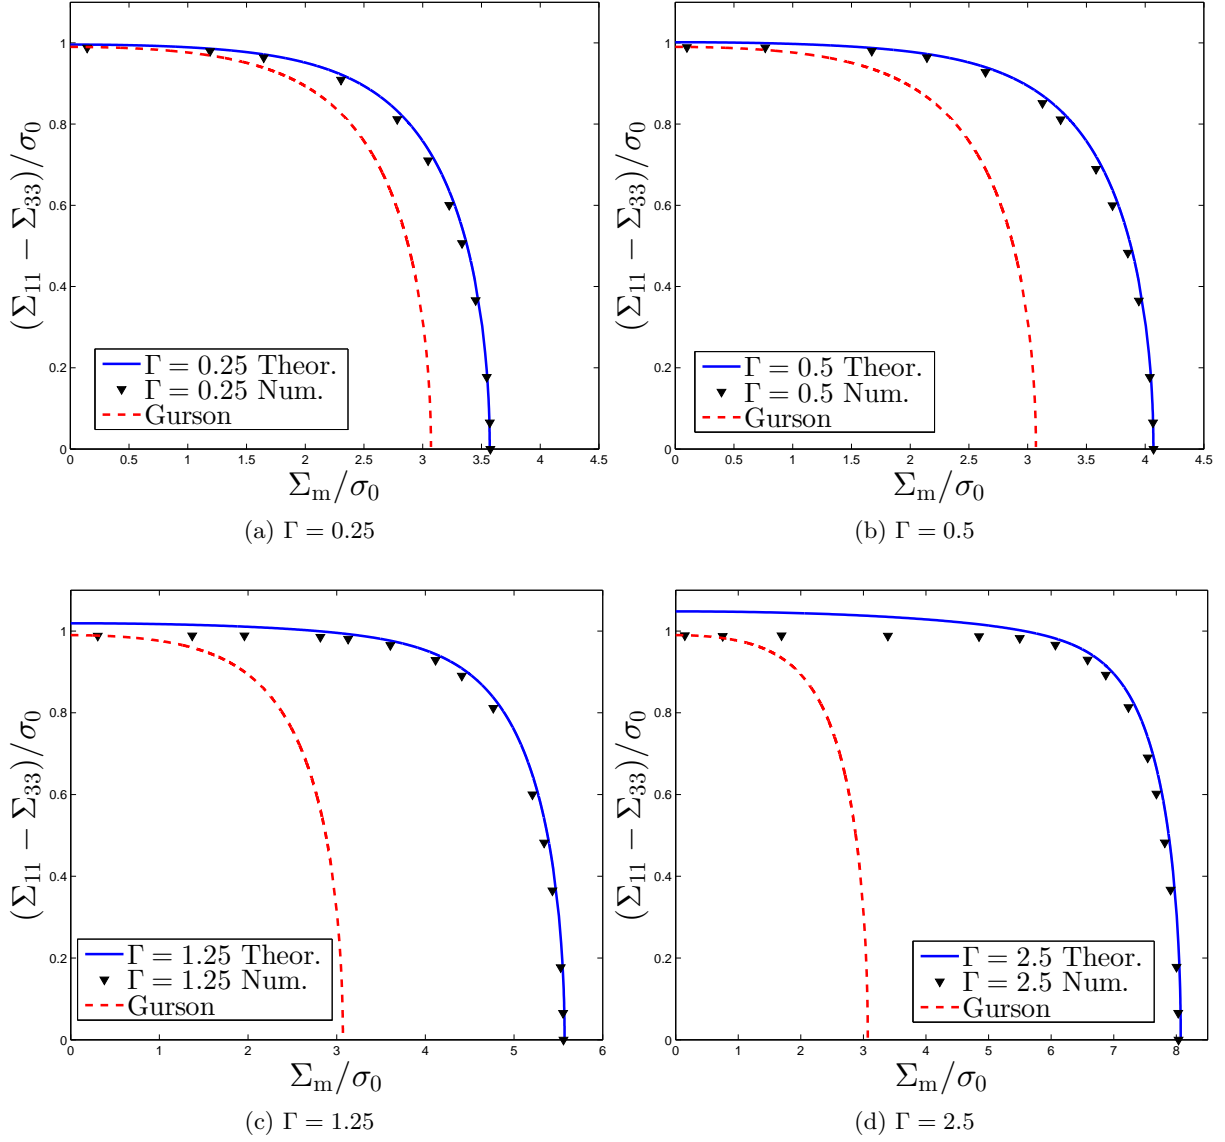 1
0.8
0.6
0.4
0.2
0
(Σ₁₁ − Σ₃₃)/σ₀
Γ = 0.25 Theor.
Γ = 0.25 Num.
Gurson
0 0.5 1 1.5 2 2.5 3 3.5 4 4.5
Σₘ/σ₀
(a) Γ = 0.25
1
0.8
0.6
0.4
0.2
0
(Σ₁₁ − Σ₃₃)/σ₀
Γ = 0.5 Theor.
Γ = 0.5 Num.
Gurson
0 0.5 1 1.5 2 2.5 3 3.5 4 4.5
Σₘ/σ₀
(b) Γ = 0.5
1
0.8
0.6
0.4
0.2
0
(Σ₁₁ − Σ₃₃)/σ₀
Γ = 1.25 Theor.
Γ = 1.25 Num.
Gurson
0 1 2 3 4 5 6
Σₘ/σ₀
(c) Γ = 1.25
1
0.8
0.6
0.4
0.2
0
(Σ₁₁ − Σ₃₃)/σ₀
Γ = 2.5 Theor.
Γ = 2.5 Num.
Gurson
0 1 2 3 4 5 6 7 8
Σₘ/σ₀
(d) Γ = 2.5